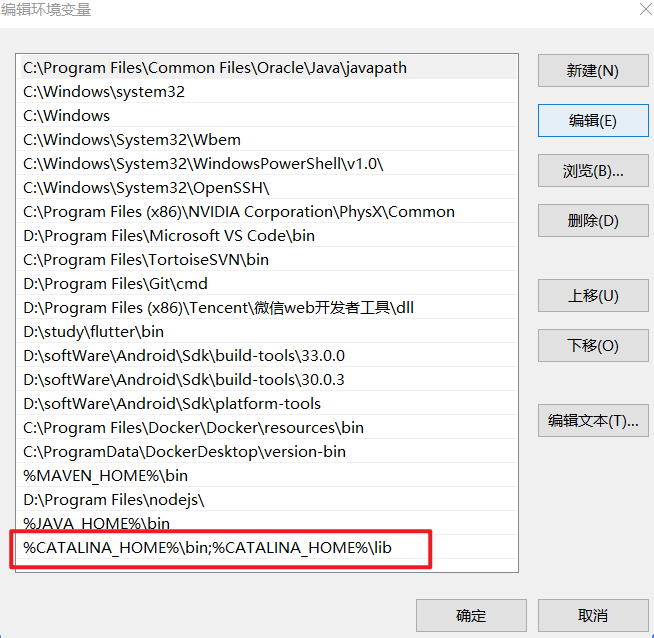 编辑环境变量
C:\Program Files\Common Files\Oracle\Java\javapath
C:\Windows\system32
C:\Windows
C:\Windows\System32\Wbem
C:\Windows\System32\WindowsPowerShell\v1.0\
C:\Windows\System32\OpenSSH\
C:\Program Files (x86)\NVIDIA Corporation\PhysX\Common
D:\Program Files\Microsoft VS Code\bin
C:\Program Files\TortoiseSVN\bin
D:\Program Files\Git\cmd
D:\Program Files (x86)\Tencent\微信web开发者工具\dll
D:\study\flutter\bin
D:\softWare\Android\Sdk\build-tools\33.0.0
D:\softWare\Android\Sdk\build-tools\30.0.3
D:\softWare\Android\Sdk\platform-tools
C:\Program Files\Docker\Docker\resources\bin
C:\ProgramData\DockerDesktop\version-bin
%MAVEN_HOME%\bin
D:\Program Files\nodejs\
%JAVA_HOME%\bin
%CATALINA_HOME%\bin;%CATALINA_HOME%\lib
新建(N)
编辑(E)
浏览(B)...
删除(D)
上移(U)
下移(O)
编辑文本(T)...
确定
取消